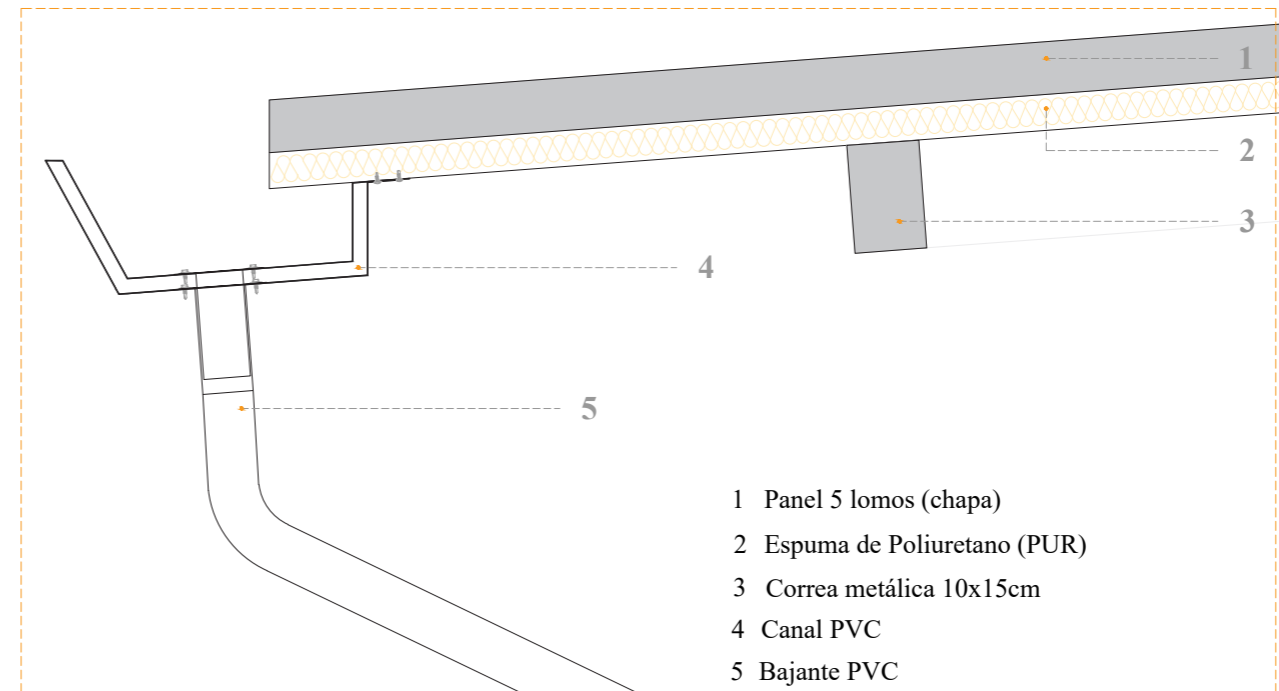 1
2
3
4
5
1 Panel 5 lomos (chapa)
2 Espuma de Poliuretano (PUR)
3 Correa metálica 10x15cm
4 Canal PVC
5 Bajante PVC